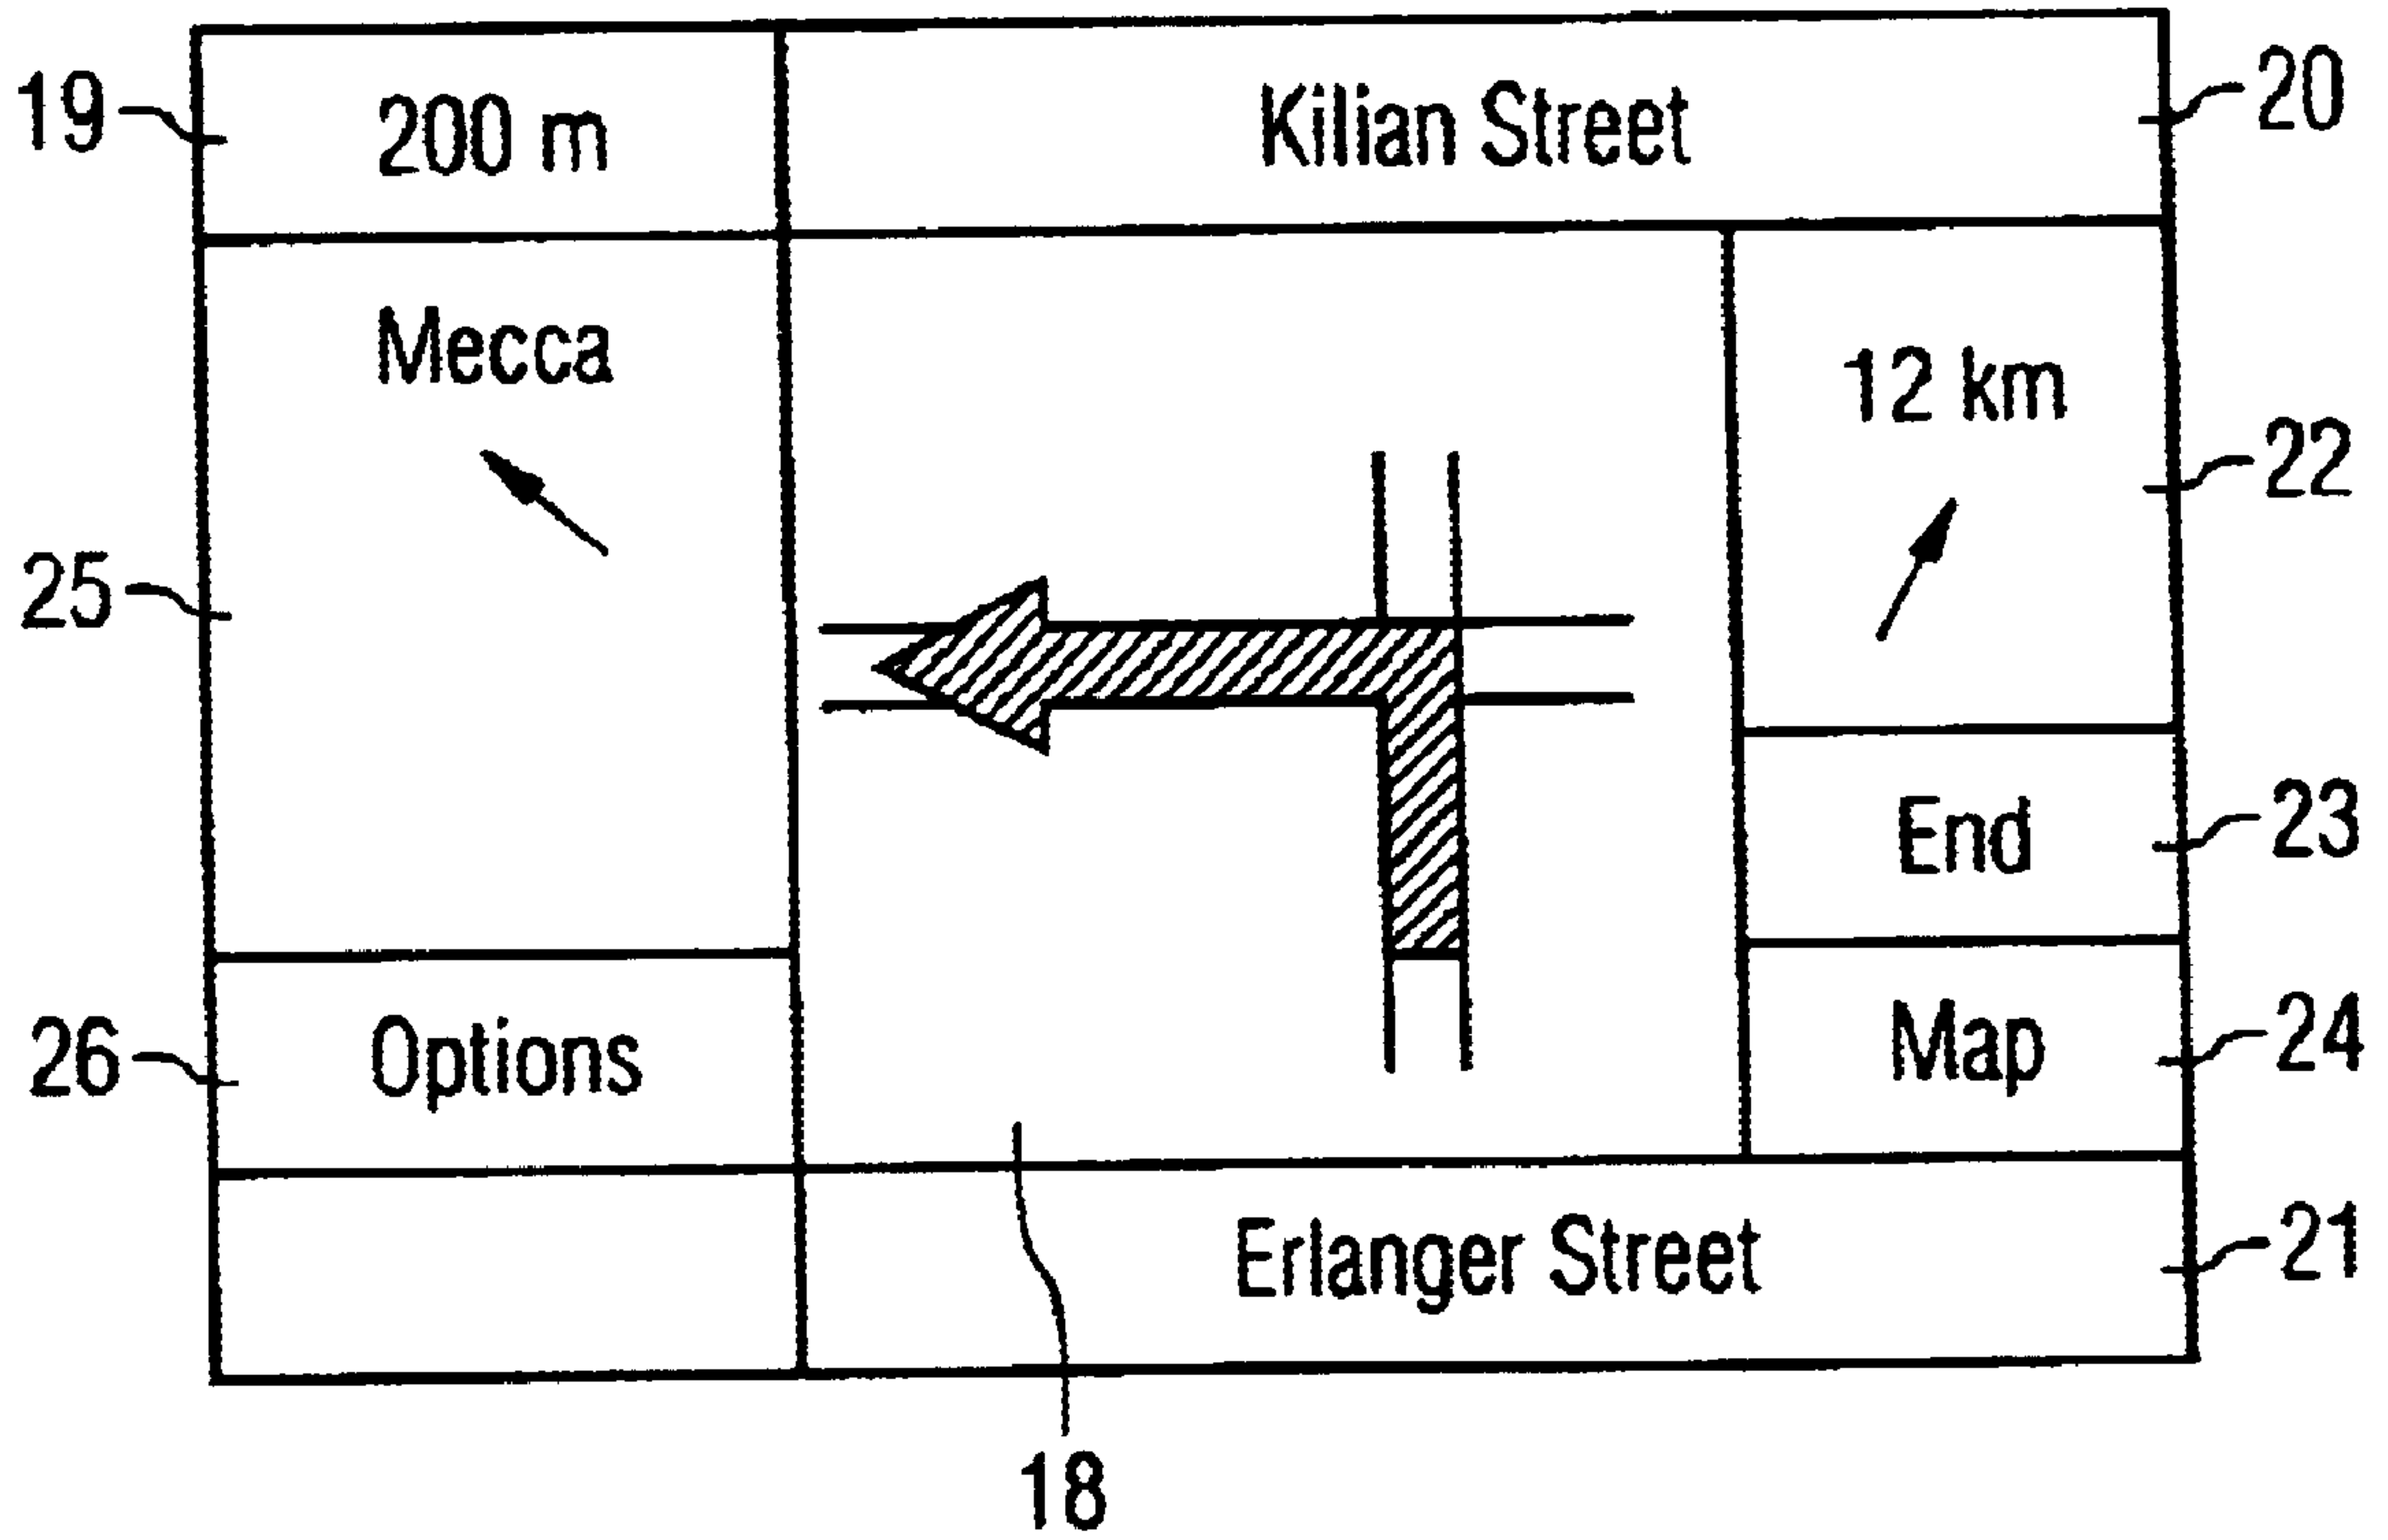 19 200 m Kilian Street 20
Mecca 12 km
22
25
End 23
26 Options Map 24
Erlanger Street 21
18